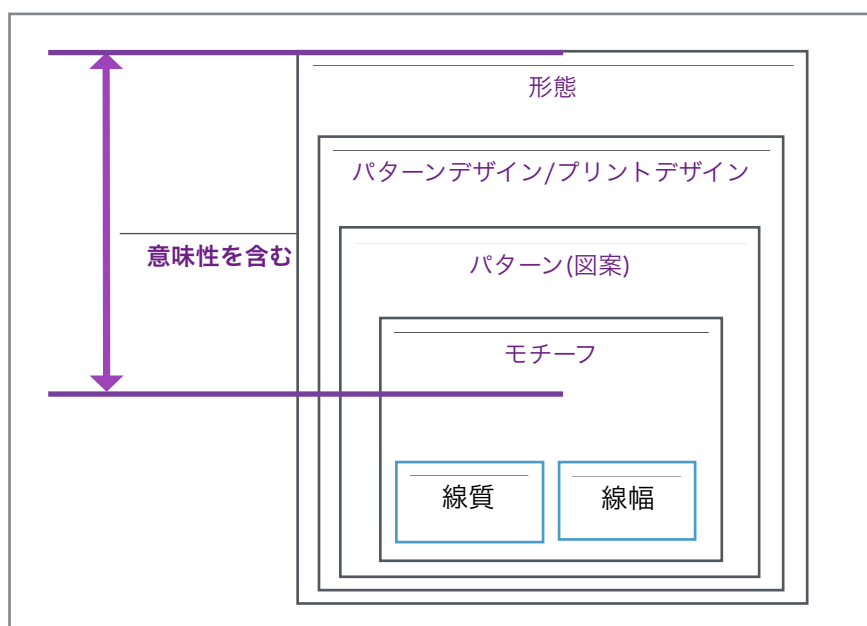 形態
パターンデザイン/プリントデザイン
意味性を含む
パターン(図案)
モチーフ
線質
線幅